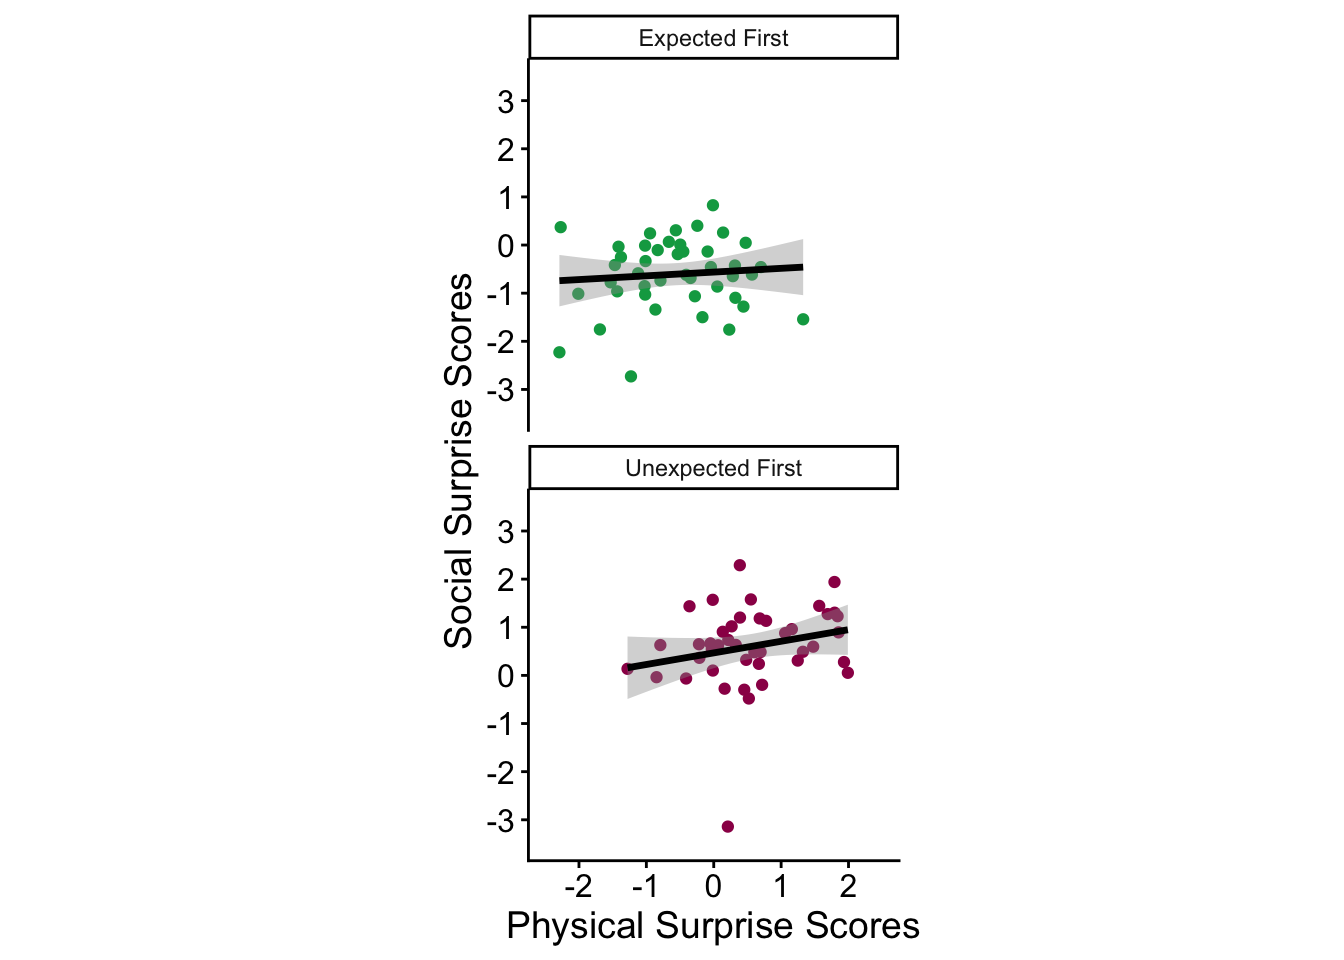 Expected First
3
2
1
0
-1
-2
-3
Social Surprise Scores
Unexpected First
3
2
1
0
-1
-2
-3
-2 -1 0 1 2
Physical Surprise Scores